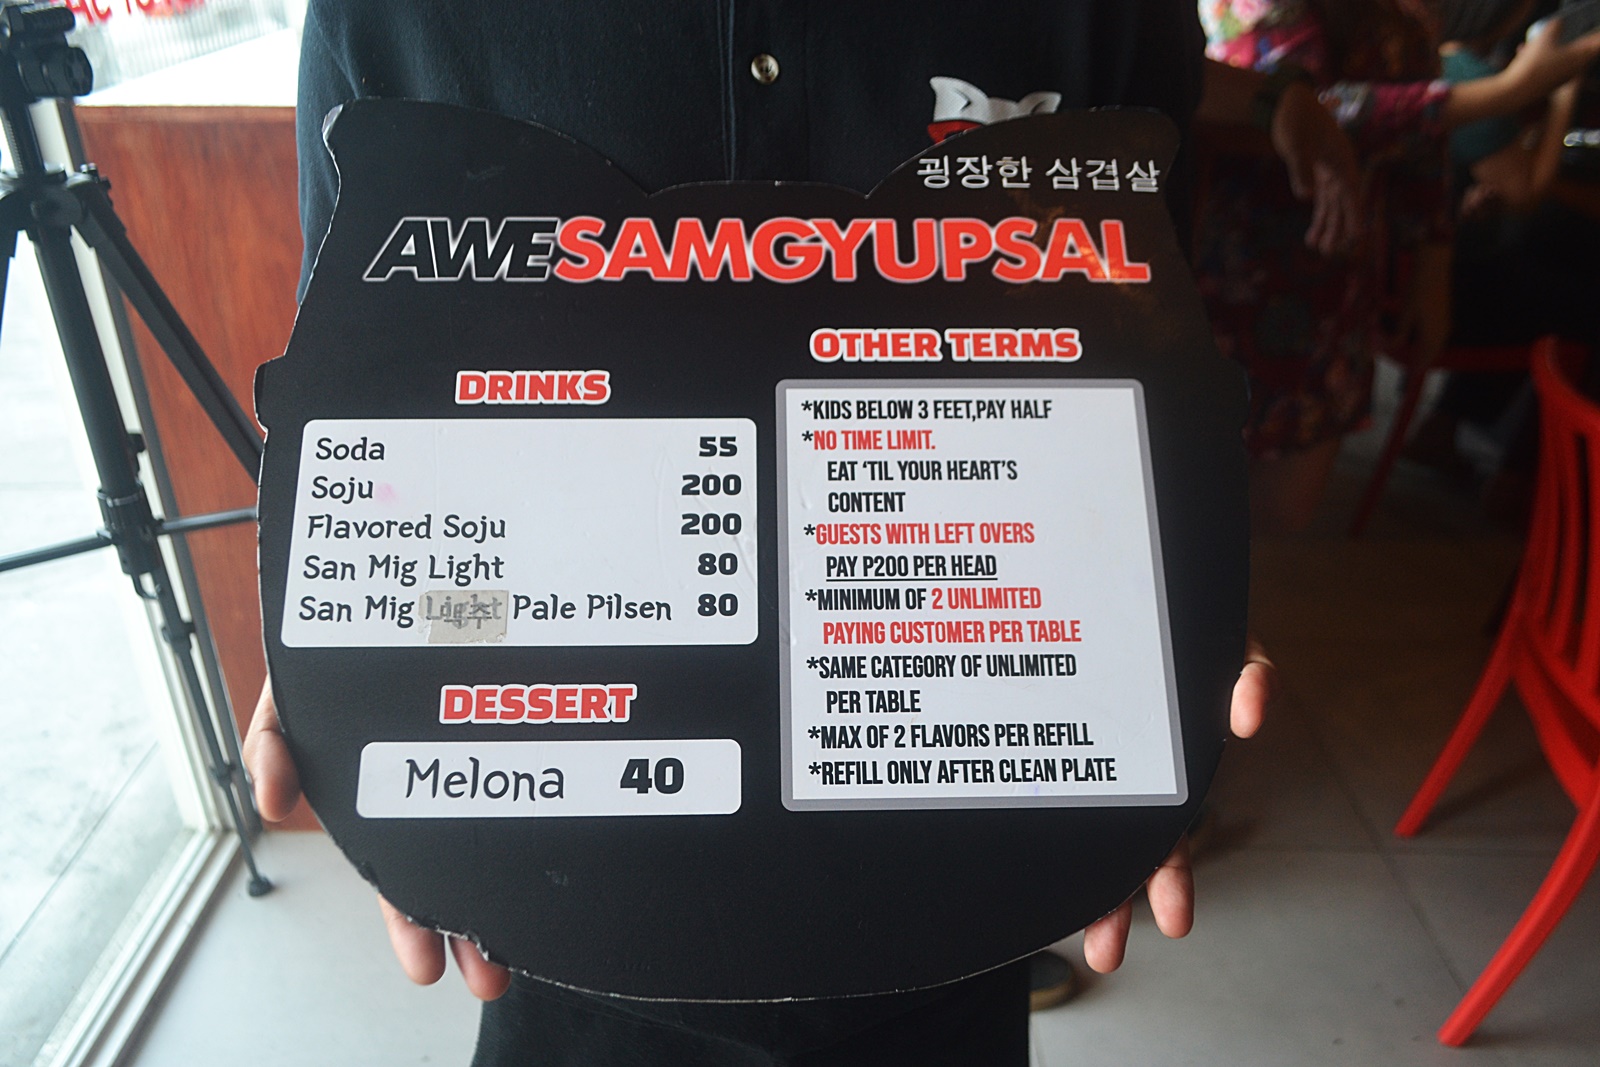 굉장한 삼겹살
AWESAMGYUPSAL
DRINKS
Soda 55
Soju 200
Flavored Soju 200
San Mig Light 80
San Mig Light Pale Pilsen 80
DESSERT
Melona 40
OTHER TERMS
*KIDS BELOW 3 FEET,PAY HALF
*NO TIME LIMIT.
EAT ‘TIL YOUR HEART’S
CONTENT
*GUESTS WITH LEFT OVERS
PAY P200 PER HEAD
*MINIMUM OF 2 UNLIMITED
PAYING CUSTOMER PER TABLE
*SAME CATEGORY OF UNLIMITED
PER TABLE
*MAX OF 2 FLAVORS PER REFILL
*REFILL ONLY AFTER CLEAN PLATE